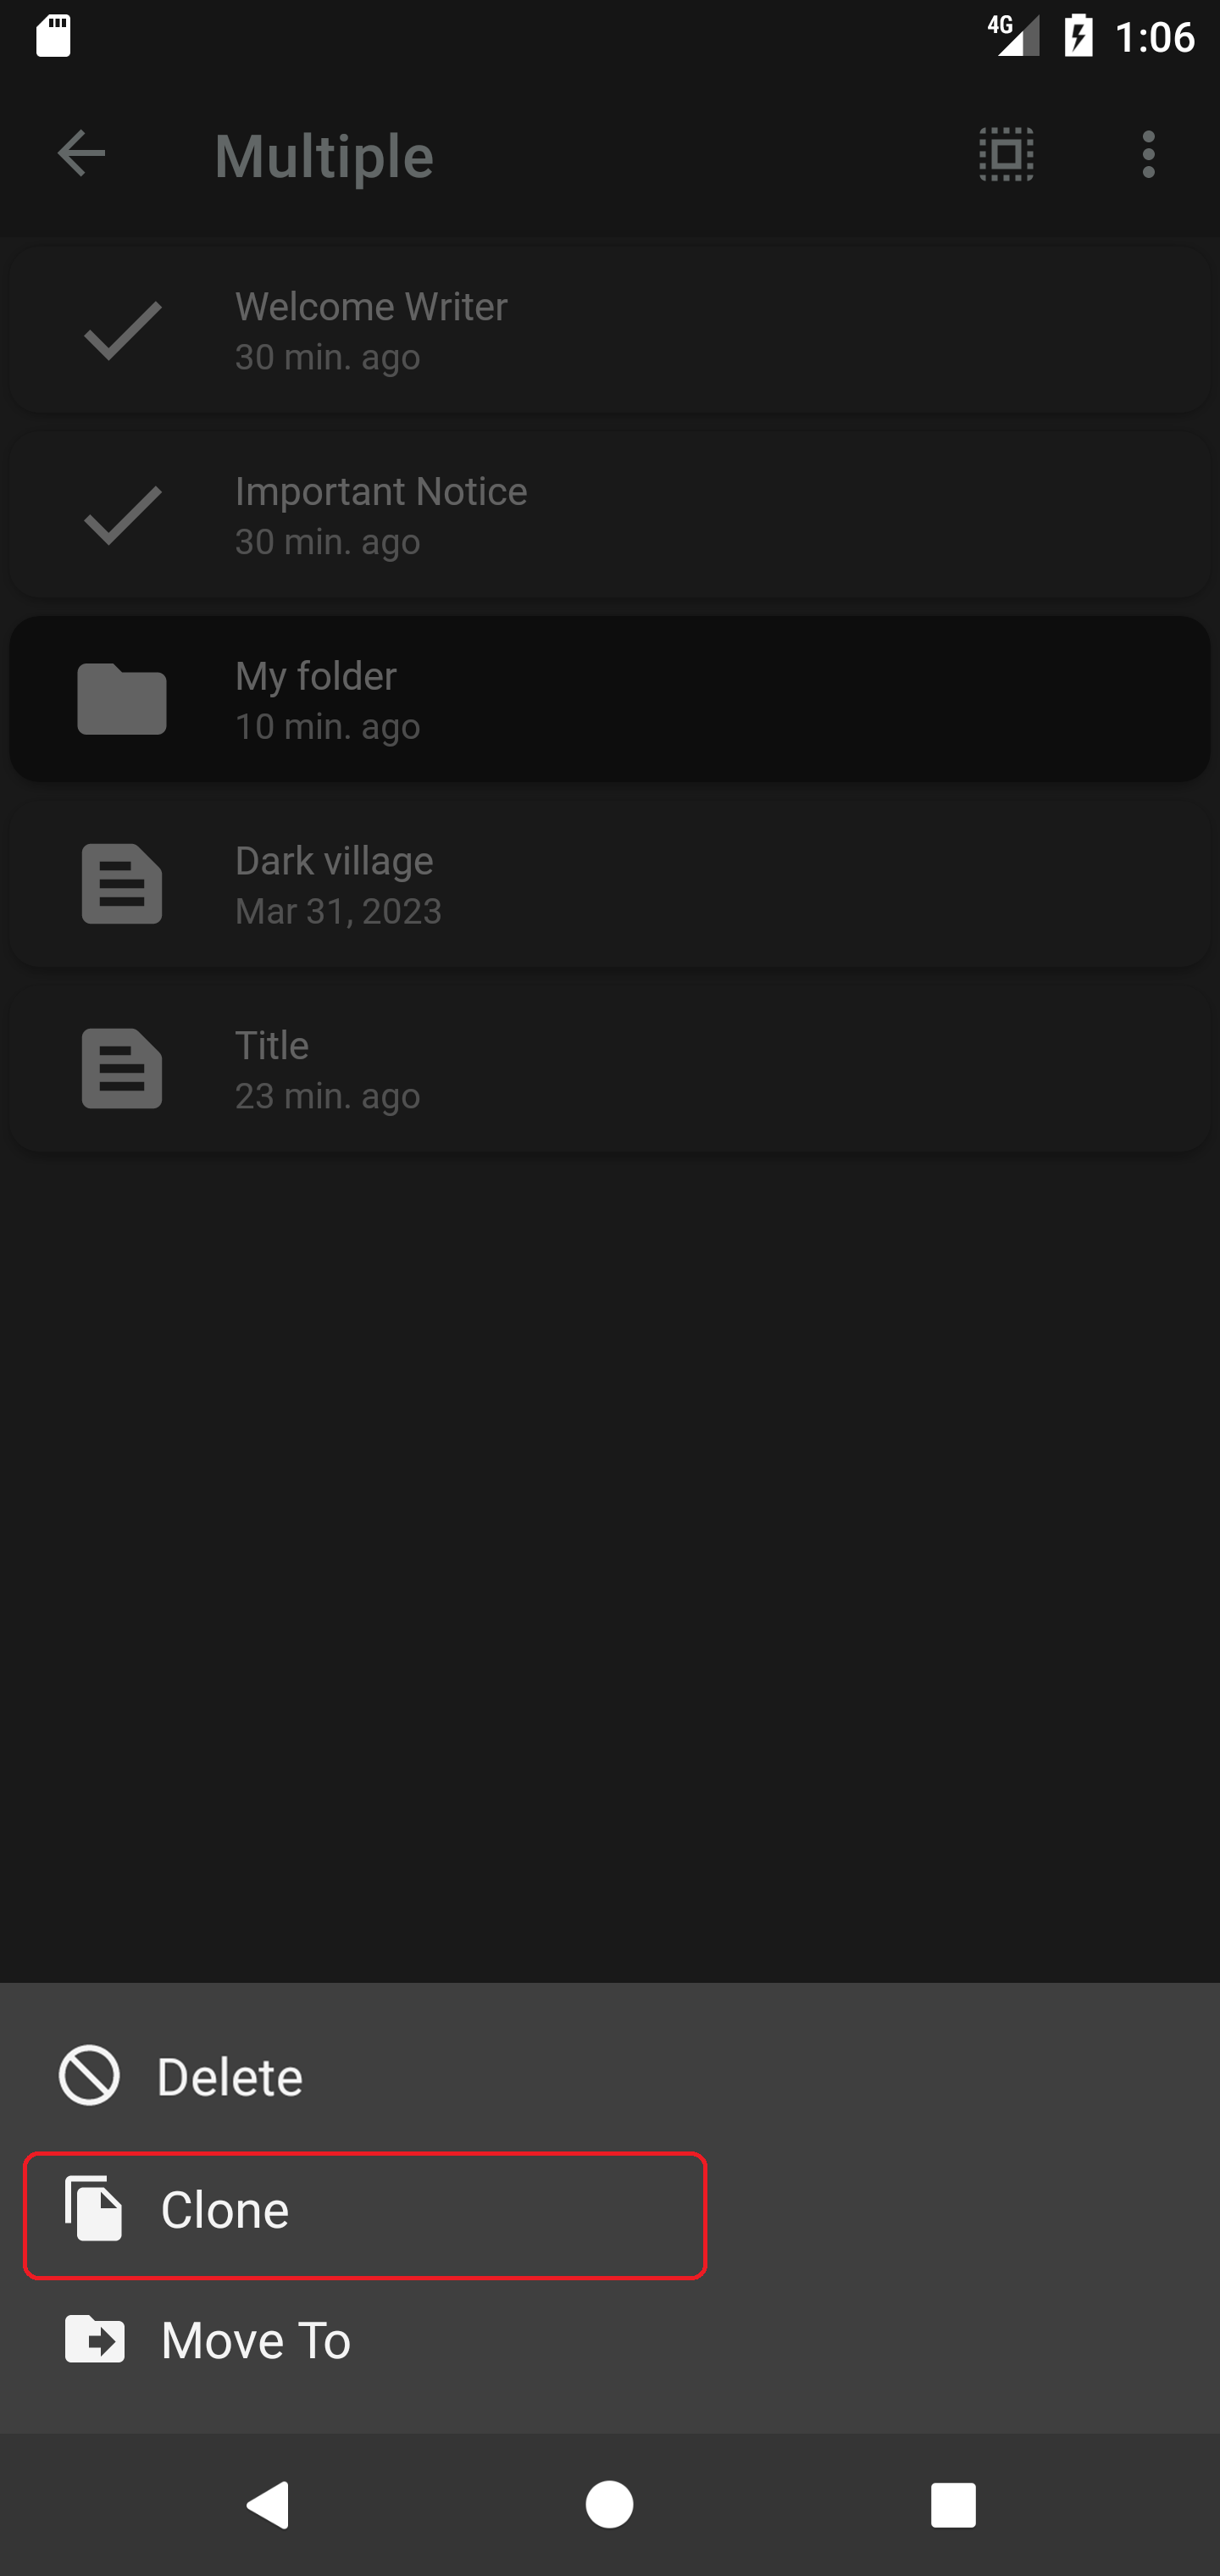 4G 1:06
Multiple
Welcome Writer
30 min. ago
Important Notice
30 min. ago
My folder
10 min. ago
Dark village
Mar 31, 2023
Title
23 min. ago
Delete
Clone
Move To